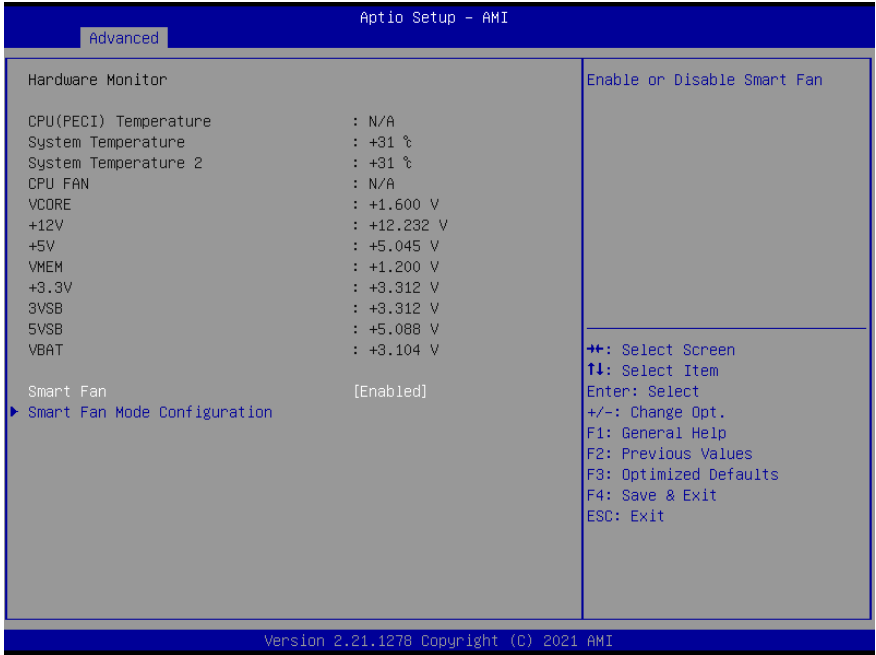 Aptio Setup – AMI
Advanced
Hardware Monitor
CPU(PECI) Temperature : N/A
System Temperature : +31 ℃
System Temperature 2 : +31 ℃
CPU FAN : N/A
VCORE : +1.600 V
+12V : +12.232 V
+5V : +5.045 V
VMEM : +1.200 V
+3.3V : +3.312 V
3VSB : +3.312 V
5VSB : +5.088 V
VBAT : +3.104 V
Smart Fan [Enabled]
Smart Fan Mode Configuration
Enable or Disable Smart Fan
→←: Select Screen
↑↓: Select Item
Enter: Select
+/-: Change Opt.
F1: General Help
F2: Previous Values
F3: Optimized Defaults
F4: Save & Exit
ESC: Exit
Version 2.21.1278 Copyright (C) 2021 AMI